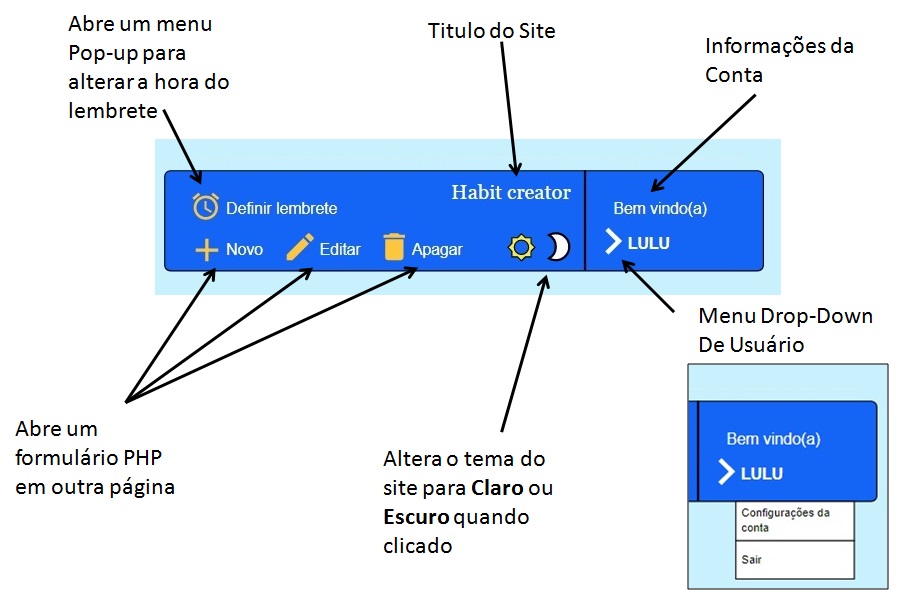 Abre um menu
Pop-up para
alterar a hora do
lembrete
Titulo do Site
Informações da
Conta
Habit creator
Definir lembrete
Novo
Editar
Apagar
Bem vindo(a)
LULU
Menu Drop-Down
De Usuário
Abre um
formulário PHP
em outra página
Altera o tema do
site para Claro ou
Escuro quando
clicado
Bem vindo(a)
LULU
Configurações da
conta
Sair